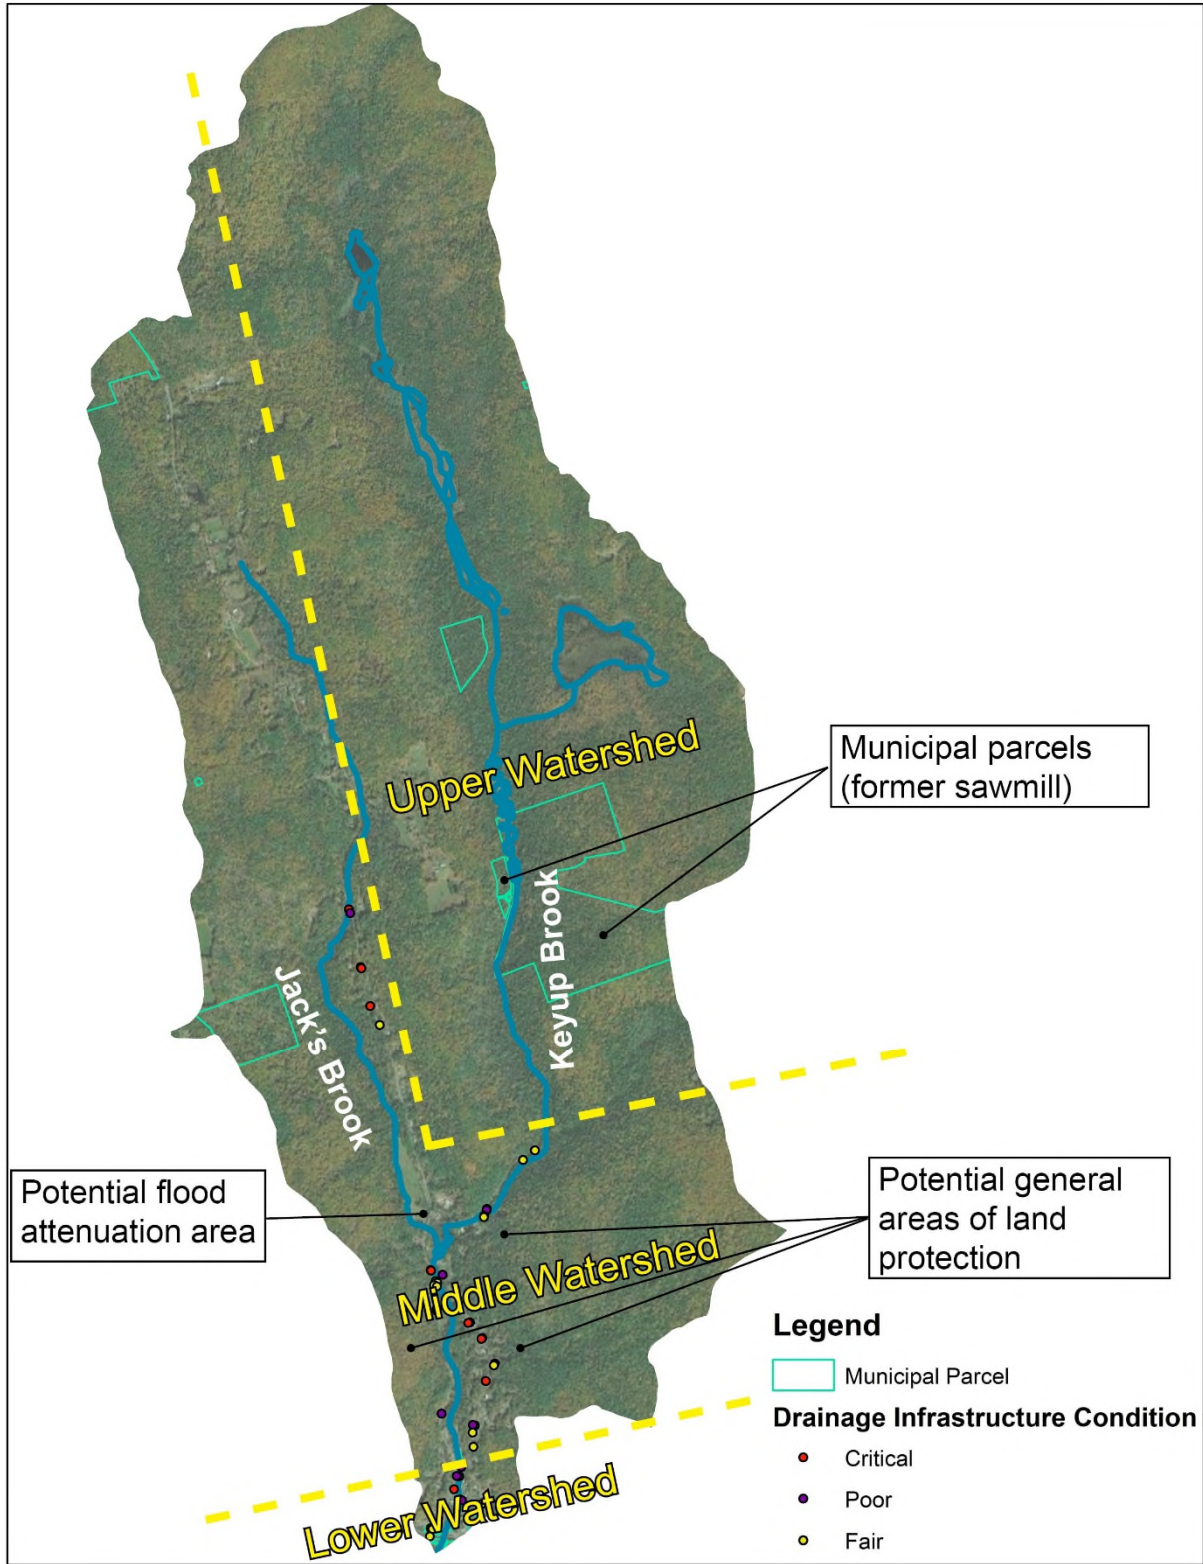 Upper Watershed
Municipal parcels
(former sawmill)
Keyup Brook
Jack's Brook
Potential flood
attenuation area
Potential general
areas of land
protection
Middle Watershed
Legend
Municipal Parcel
Drainage Infrastructure Condition
Critical
Poor
Fair
Lower Watershed